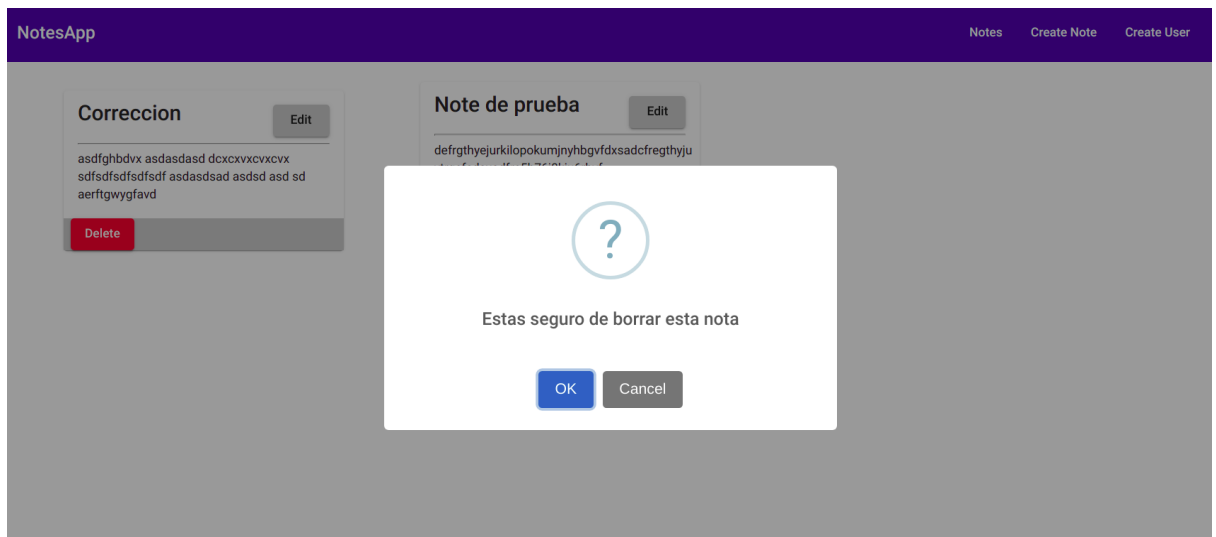 NotesApp
Notes
Create Note
Create User
Correccion
Edit
asdfghbdvx asdasdasd dcxcxvxcvxcvx
sdfsdfsdfsdfsdf asdasdsad asdsd asd sd
aerftgwygfavd
Delete
Note de prueba
Edit
defrgthyejurkilopokumjnyhbgvfdxsadcfregthyju
?
Estas seguro de borrar esta nota
OK
Cancel